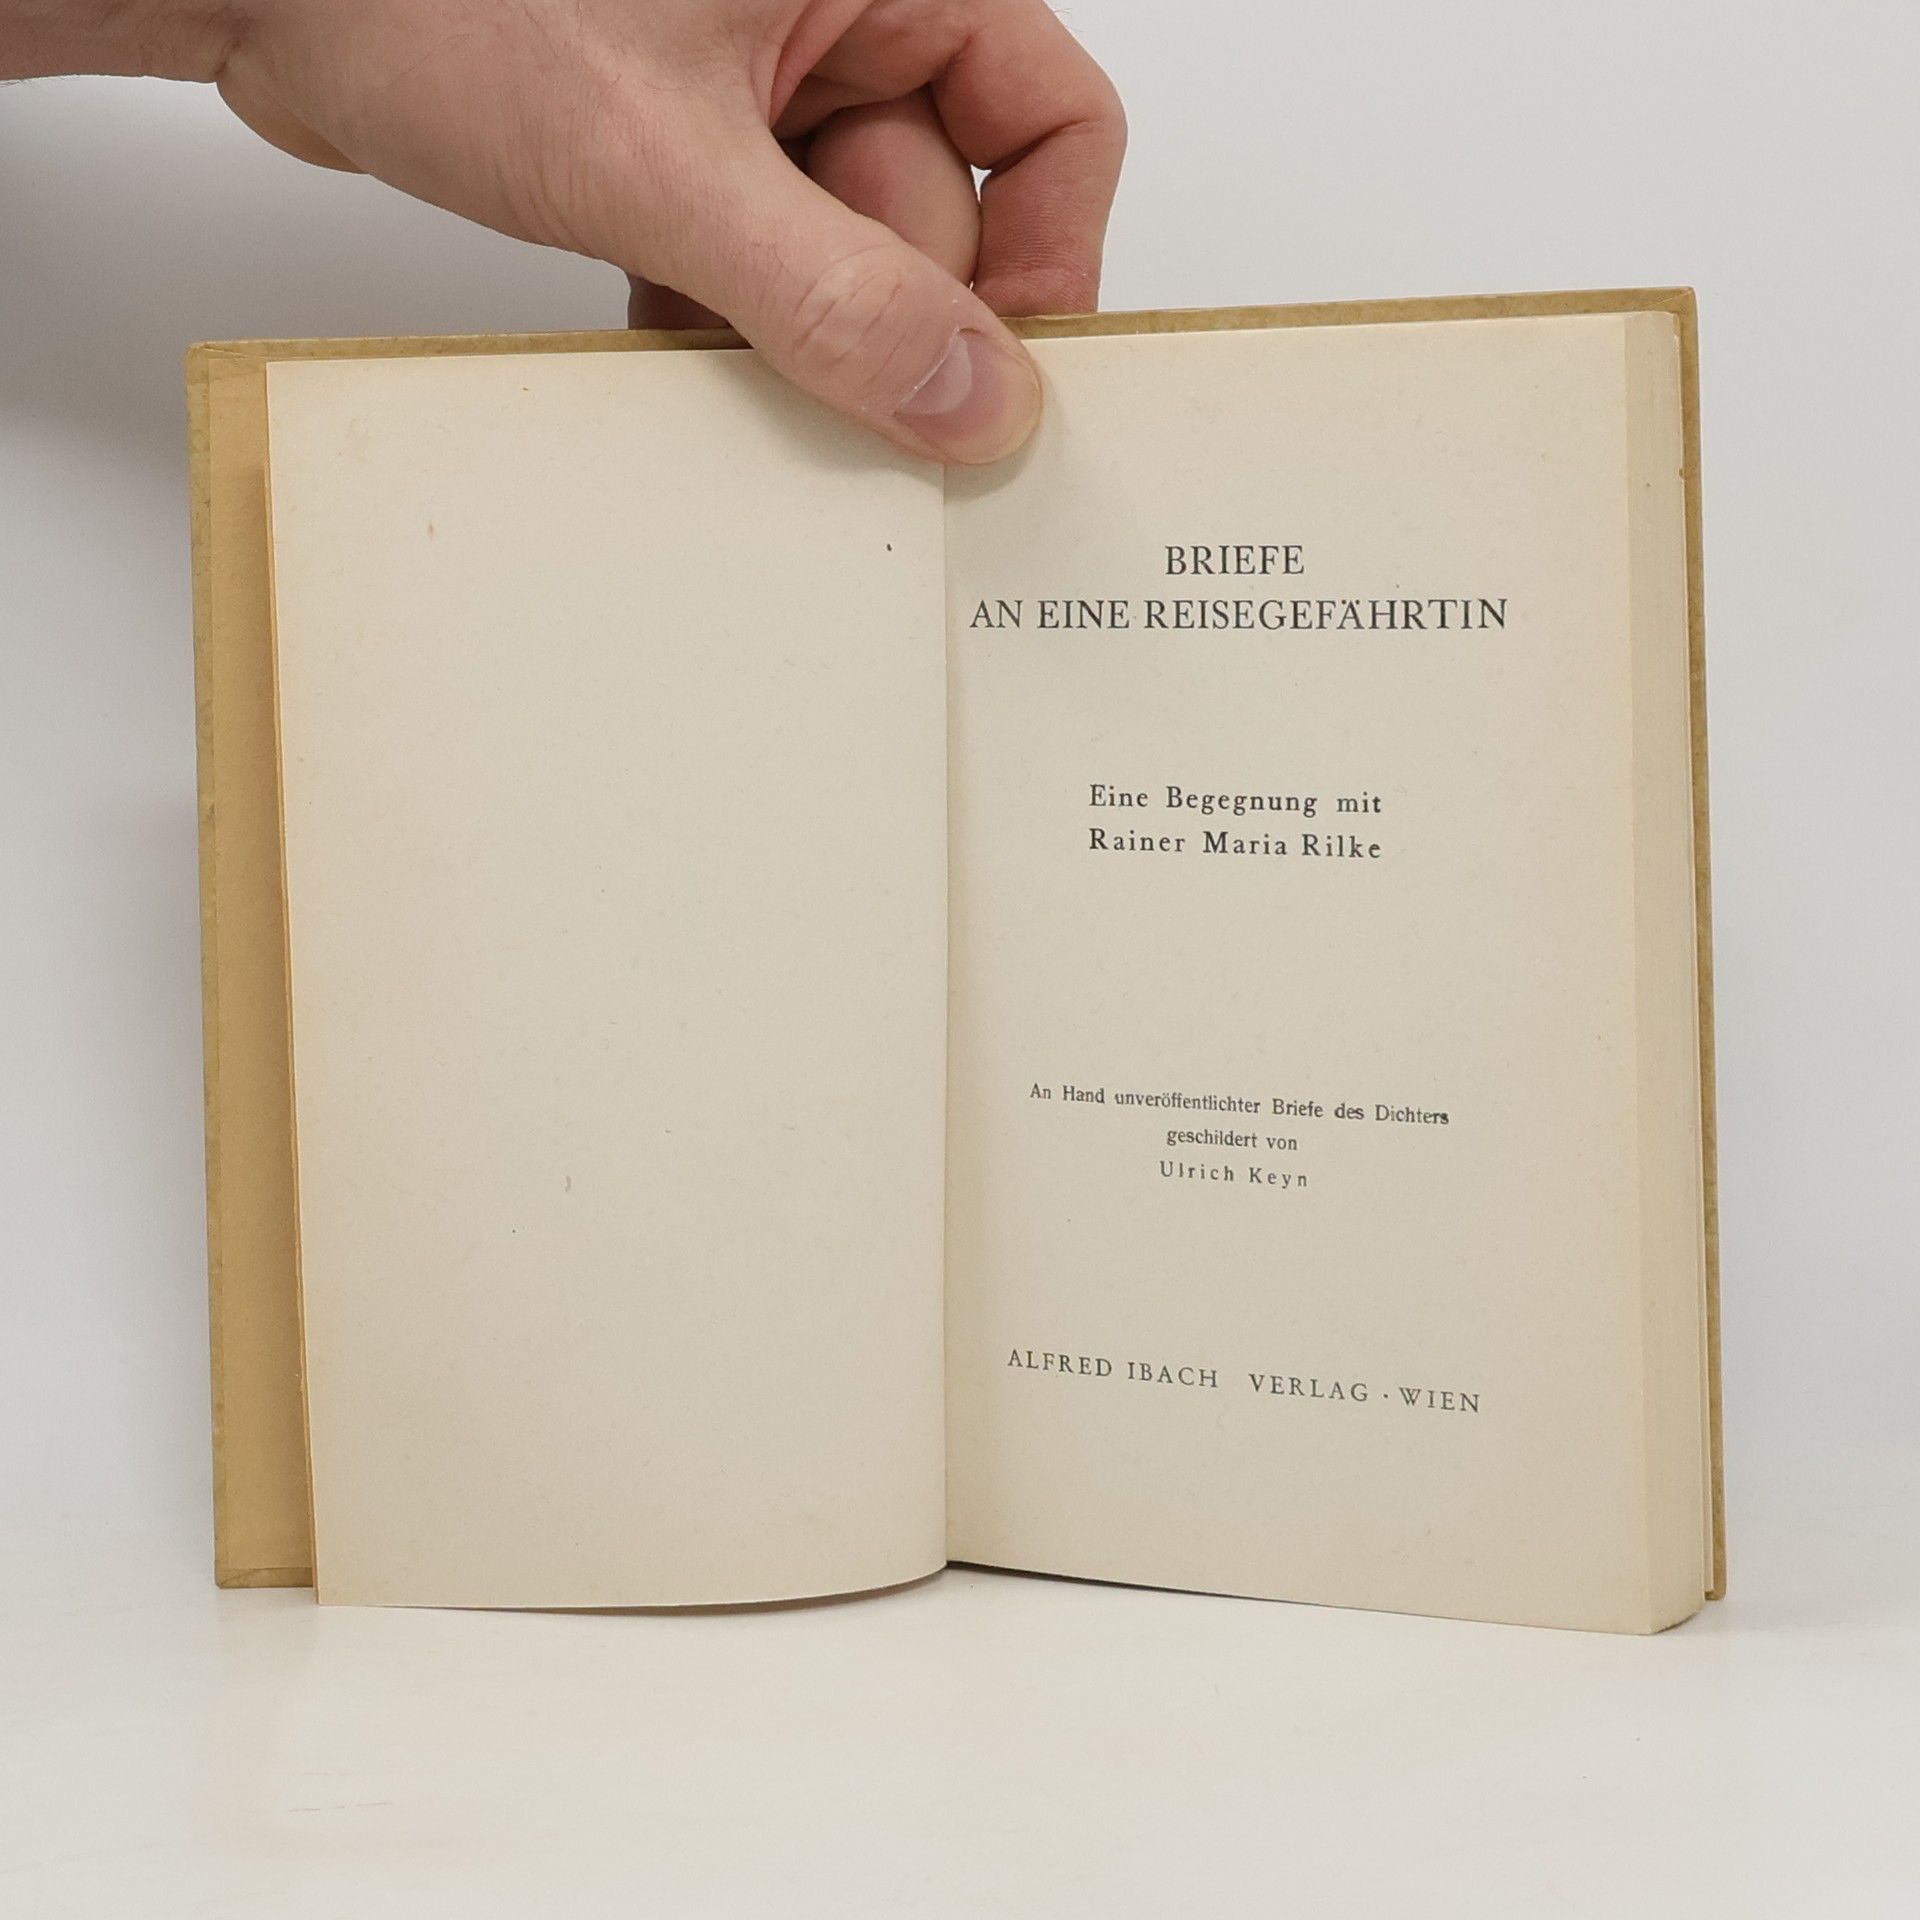 BRIEFE
AN EINE REISEGEFÄHRTIN
Eine Begegnung mit
Rainer Maria Rilke
An Hand unveröffentlichter Briefe des Dichters
geschildert von
Ulrich Keyn
ALFRED IBACH VERLAG · WIEN